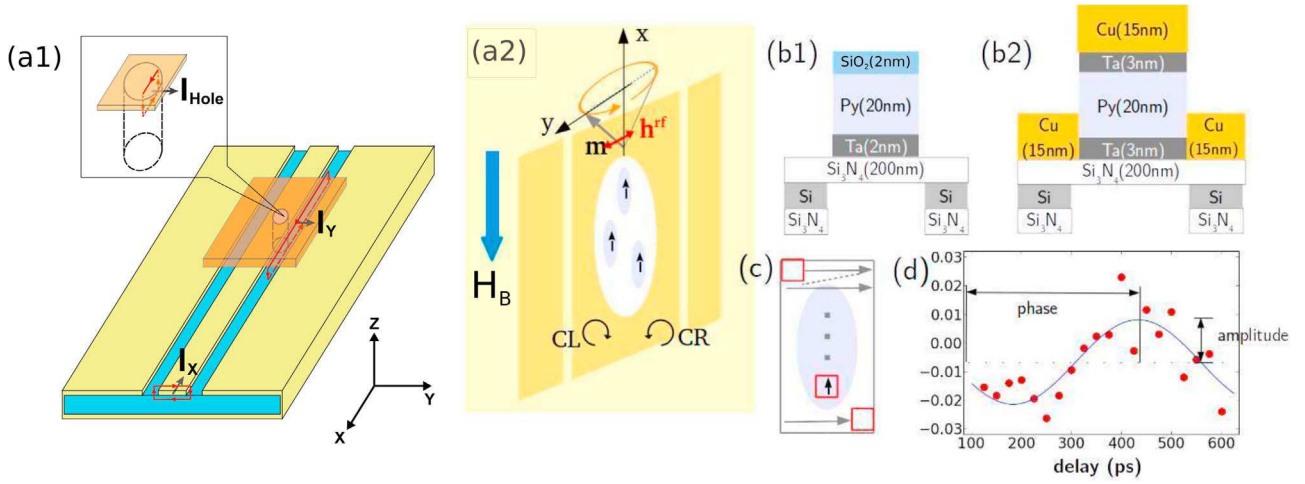 (a1)
I_Hole
I_Y
I_X
Z
Y
X
(a2)
x
y
m
h^rf
H_B
CL
CR
(b1)
SiO₂(2nm)
Py(20nm)
Ta(2nm)
Si₃N₄(200nm)
Si
Si
Si₃N₄
Si₃N₄
(b2)
Cu(15nm)
Ta(3nm)
Py(20nm)
Cu
(15nm)
Ta(3nm)
Cu
(15nm)
Si₃N₄(200nm)
Si
Si
Si₃N₄
Si₃N₄
(c)
(d)
0.03
0.02
0.01
0.00
−0.01
−0.02
−0.03
phase
amplitude
100 200 300 400 500 600
delay (ps)